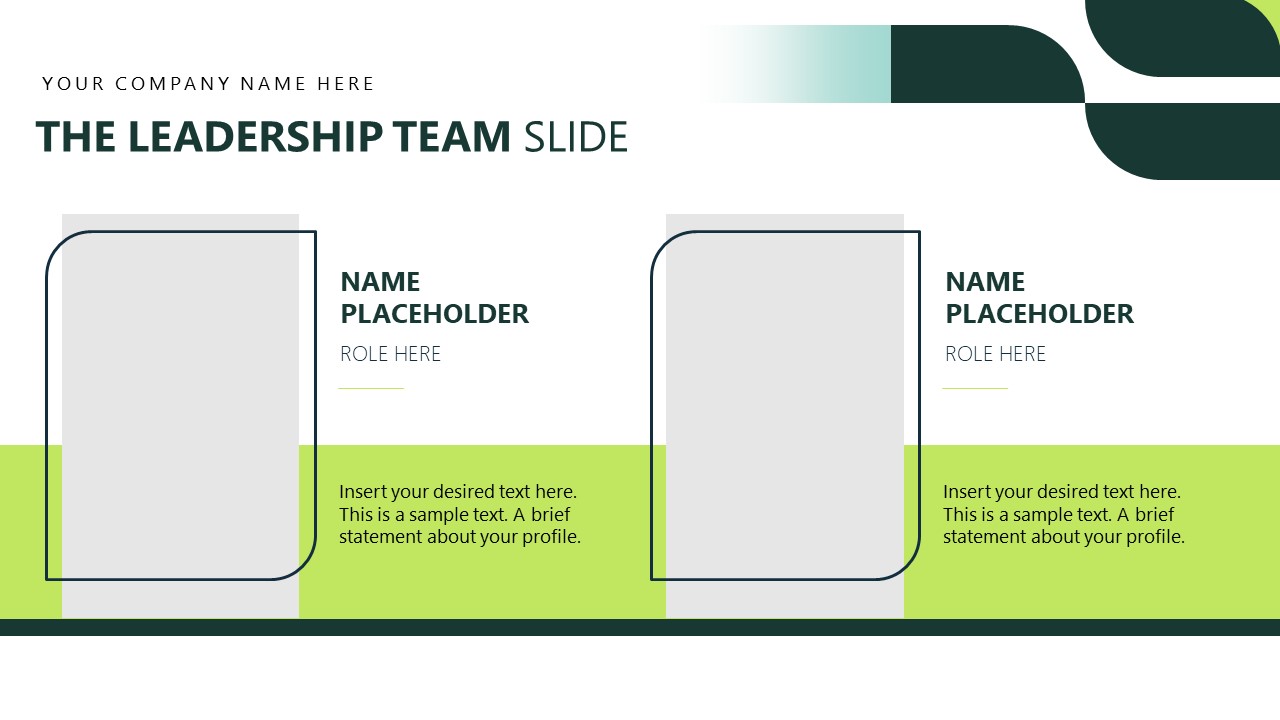 YOUR COMPANY NAME HERE
THE LEADERSHIP TEAM SLIDE
NAME
PLACEHOLDER
ROLE HERE
Insert your desired text here.
This is a sample text. A brief
statement about your profile.
NAME
PLACEHOLDER
ROLE HERE
Insert your desired text here.
This is a sample text. A brief
statement about your profile.